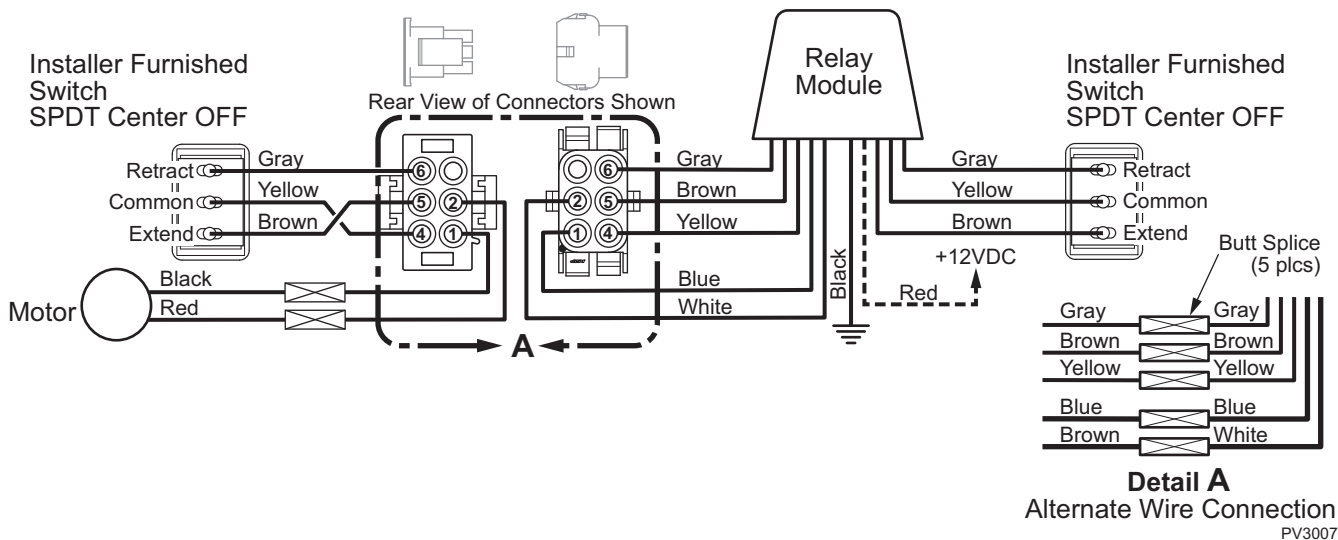 Installer Furnished
Switch
SPDT Center OFF
Rear View of Connectors Shown
Relay
Module
Installer Furnished
Switch
SPDT Center OFF
Retract
Common
Extend
Gray
Yellow
Brown
6
5
2
4
1
6
2
5
1
4
Gray
Brown
Yellow
Blue
White
Black
Red
+12VDC
Gray
Yellow
Brown
Retract
Common
Extend
Motor
Black
Red
A
Butt Splice
(5 plcs)
Gray Gray
Brown Brown
Yellow Yellow
Blue Blue
Brown White
Detail A
Alternate Wire Connection
PV3007